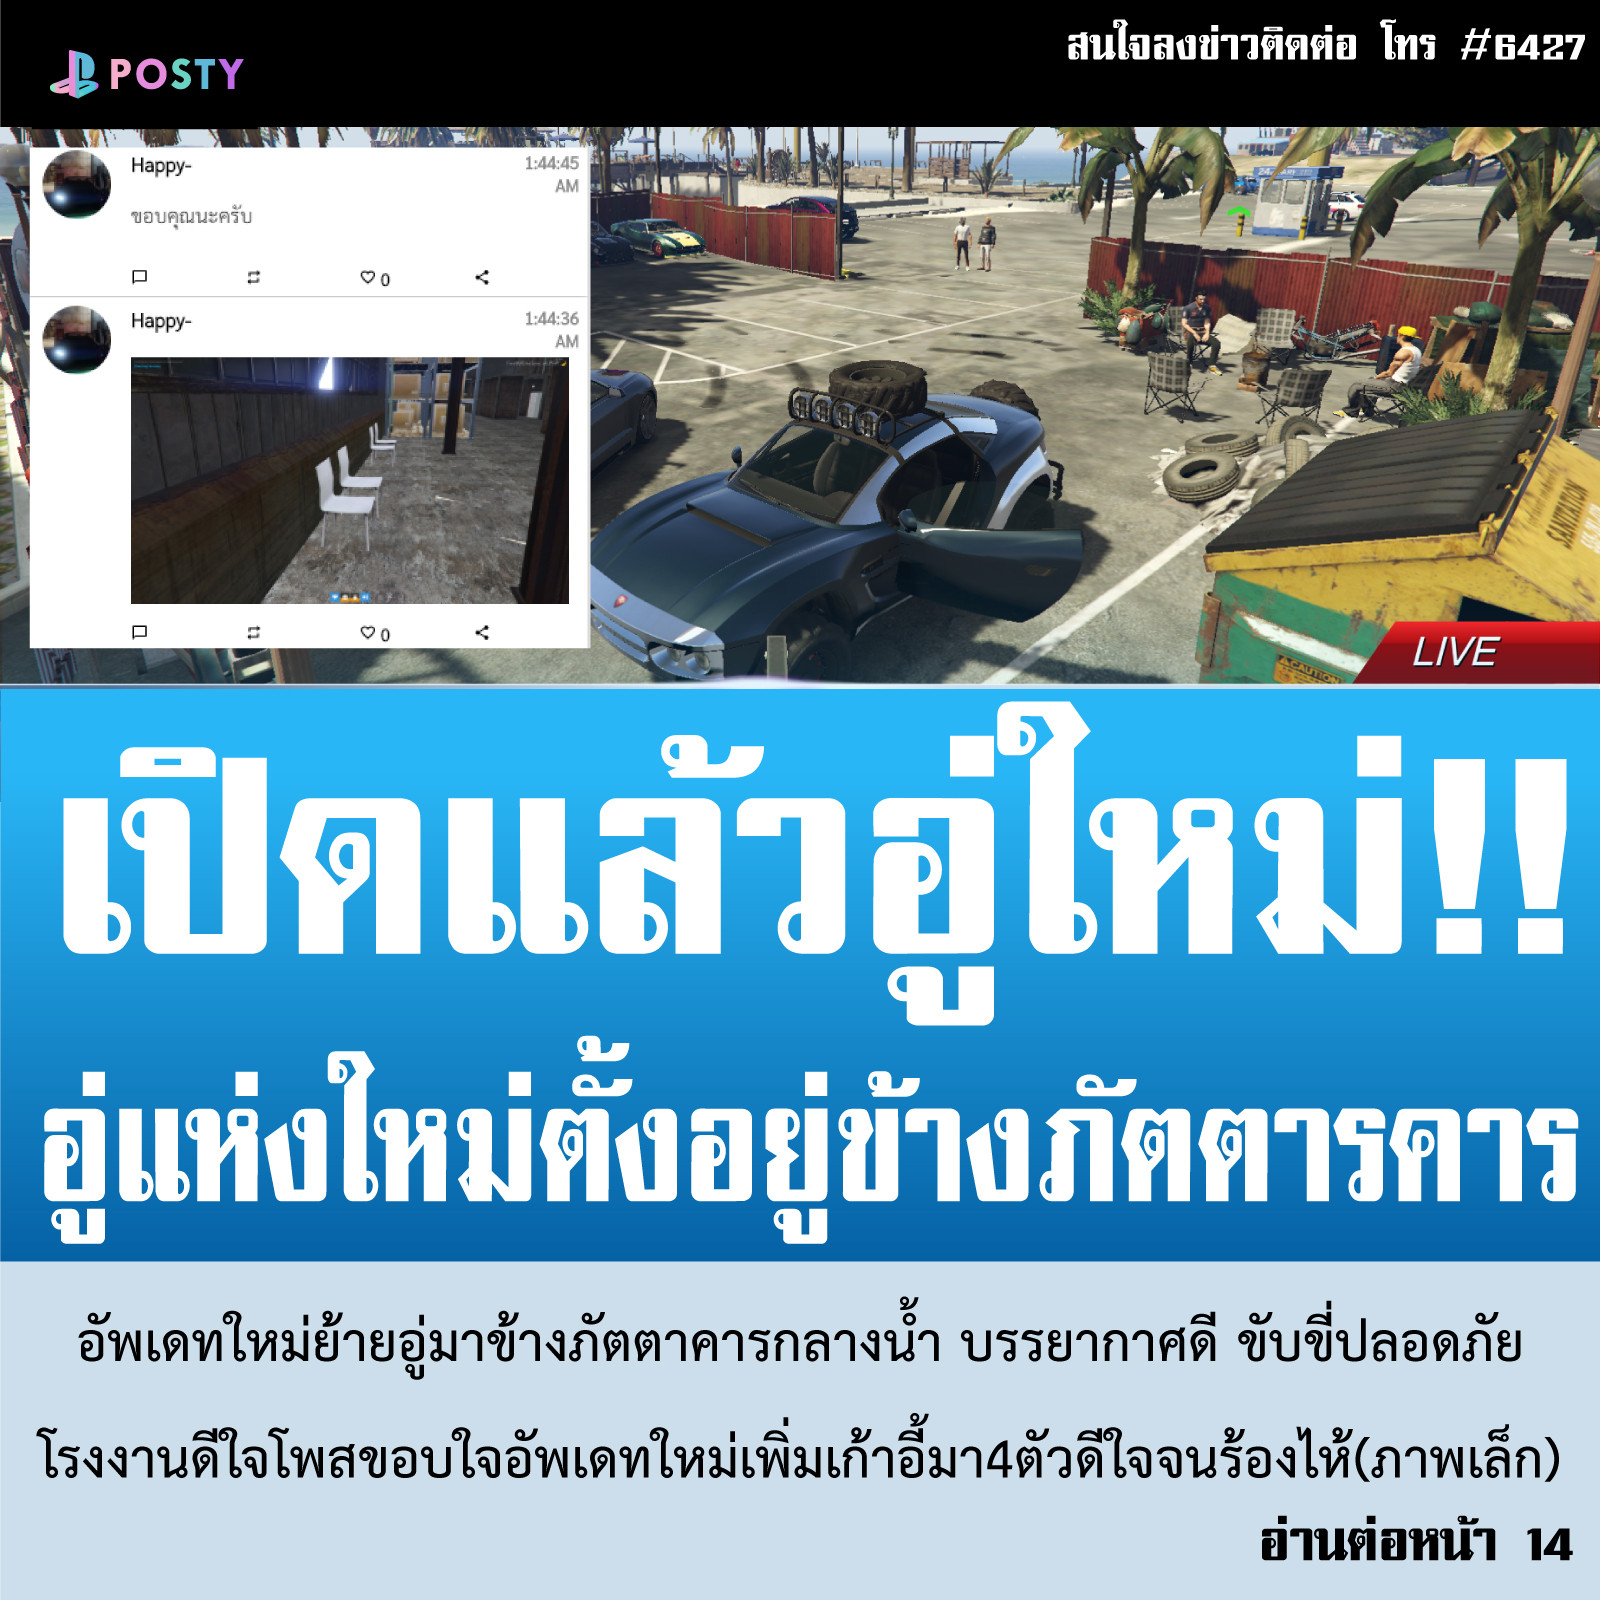 POSTY
สนใจลงข่าวติดต่อ โทร #6427
Happy-
1:44:45
AM
ขอบคุณนะครับ
0
Happy-
1:44:36
AM
0
SANITATION
CAUTION
LIVE
เปิดแล้วอู่ใหม่!!
อู่แห่งใหม่ตั้งอยู่ข้างภัตตารคาร
อัพเดทใหม่ย้ายอู่มาข้างภัตตาคารกลางน้ำ บรรยากาศดี ขับขี่ปลอดภัย
โรงงานดีใจโพสขอบใจอัพเดทใหม่เพิ่มเก้าอี้มา4ตัวดีใจจนร้องไห้(ภาพเล็ก)
อ่านต่อหน้า 14